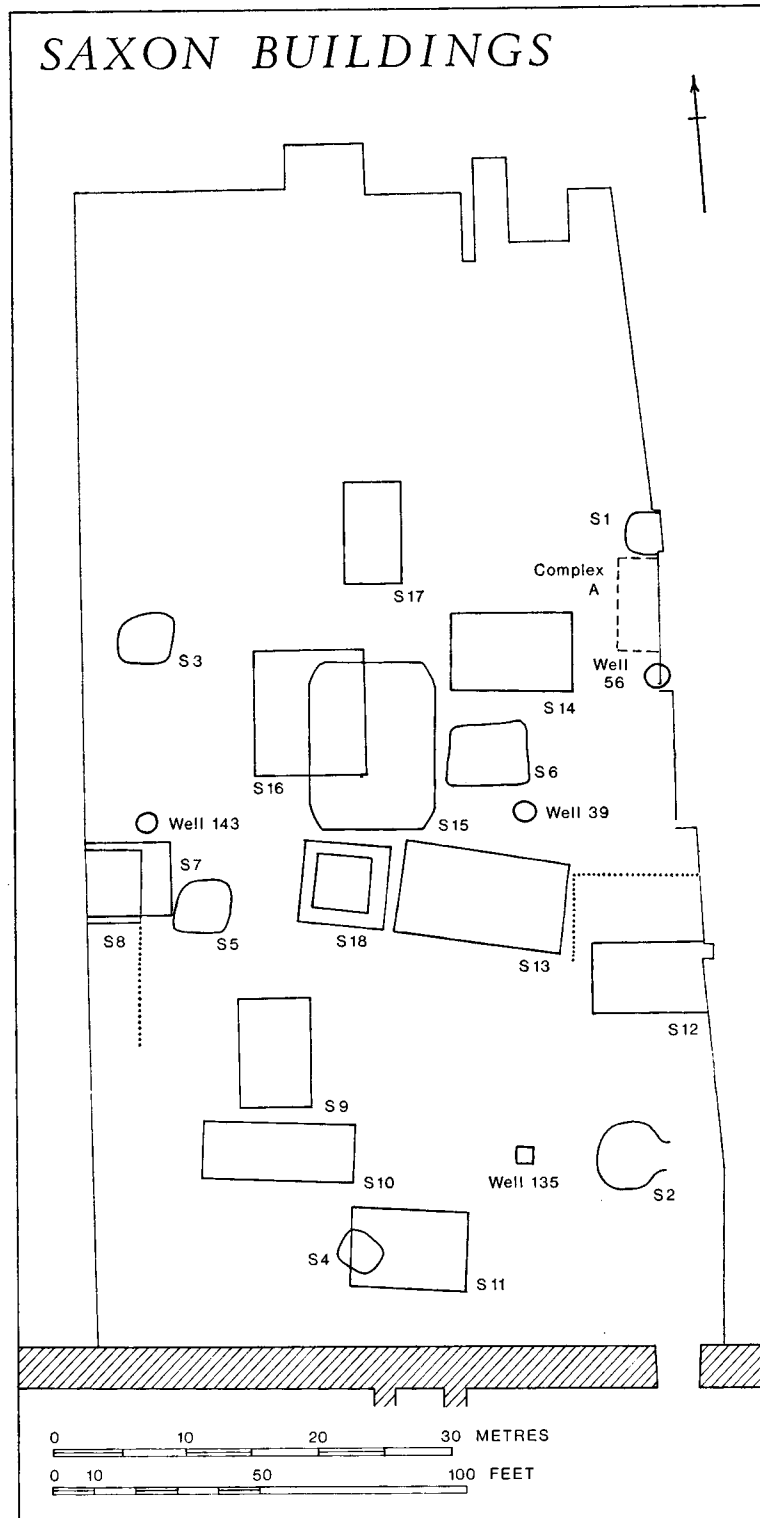 SAXON BUILDINGS
S1
Complex
A
S17
S3
Well
56
S14
S16
S6
S15
Well 143
Well 39
S7
S8
S5
S18
S13
S12
S9
S10
Well 135
S2
S4
S11
0 10 20 30 METRES
0 10 50 100 FEET